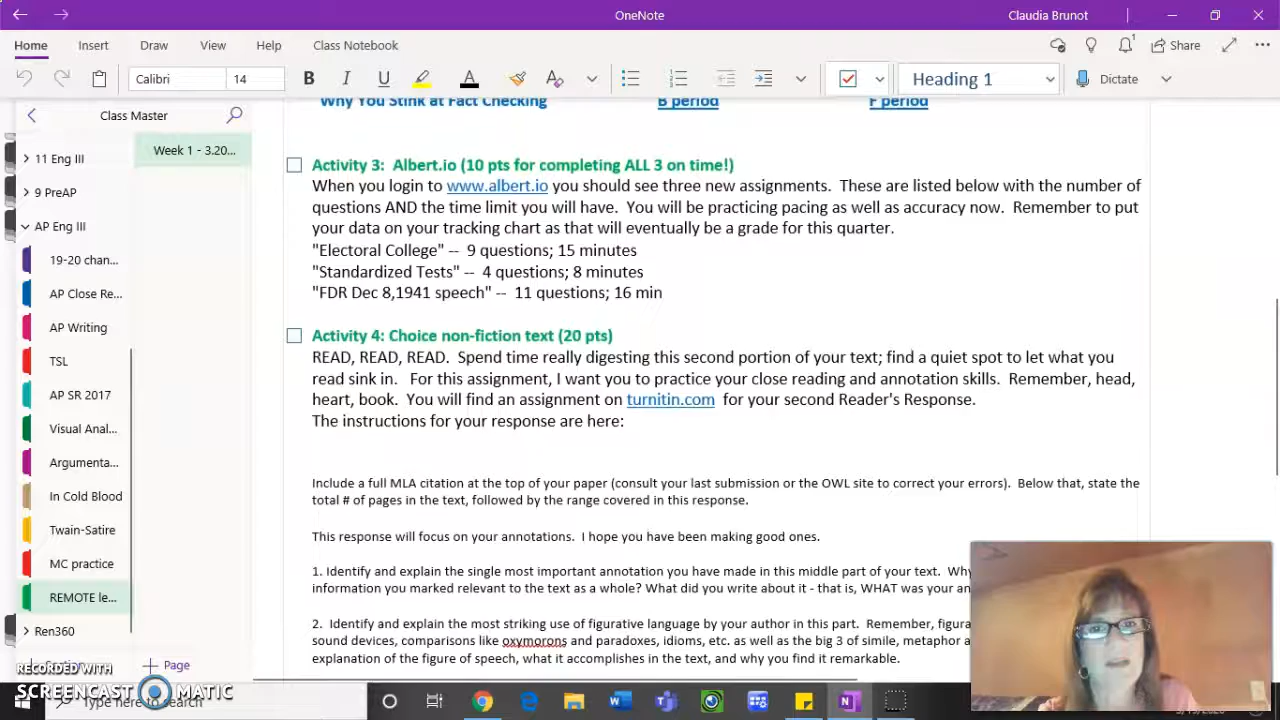 OneNote
Claudia Brunot
Home Insert Draw View Help Class Notebook
Share
Calibri 14 B I U A Heading 1 Dictate
Class Master
11 Eng III
9 PreAP
AP Eng III
19-20 chan...
AP Close Re...
AP Writing
TSL
AP SR 2017
Visual Anal...
Argumenta...
In Cold Blood
Twain-Satire
MC practice
REMOTE le...
Ren360
Week 1 - 3.20...
Page
Why You Stink at Fact Checking B period F period
Activity 3: Albert.io (10 pts for completing ALL 3 on time!)
When you login to www.albert.io you should see three new assignments. These are listed below with the number of
questions AND the time limit you will have. You will be practicing pacing as well as accuracy now. Remember to put
your data on your tracking chart as that will eventually be a grade for this quarter.
"Electoral College" -- 9 questions; 15 minutes
"Standardized Tests" -- 4 questions; 8 minutes
"FDR Dec 8,1941 speech" -- 11 questions; 16 min
Activity 4: Choice non-fiction text (20 pts)
READ, READ, READ. Spend time really digesting this second portion of your text; find a quiet spot to let what you
read sink in. For this assignment, I want you to practice your close reading and annotation skills. Remember, head,
heart, book. You will find an assignment on turnitin.com for your second Reader's Response.
The instructions for your response are here:
Include a full MLA citation at the top of your paper (consult your last submission or the OWL site to correct your errors). Below that, state the
total # of pages in the text, followed by the range covered in this response.
This response will focus on your annotations. I hope you have been making good ones.
1. Identify and explain the single most important annotation you have made in this middle part of your text. Why
information you marked relevant to the text as a whole? What did you write about it - that is, WHAT was your an
2. Identify and explain the most striking use of figurative language by your author in this part. Remember, figura
sound devices, comparisons like oxymorons and paradoxes, idioms, etc. as well as the big 3 of simile, metaphor a
explanation of the figure of speech, what it accomplishes in the text, and why you find it remarkable.
RECORDED WITH
SCREENCAST MATIC
Type here to search